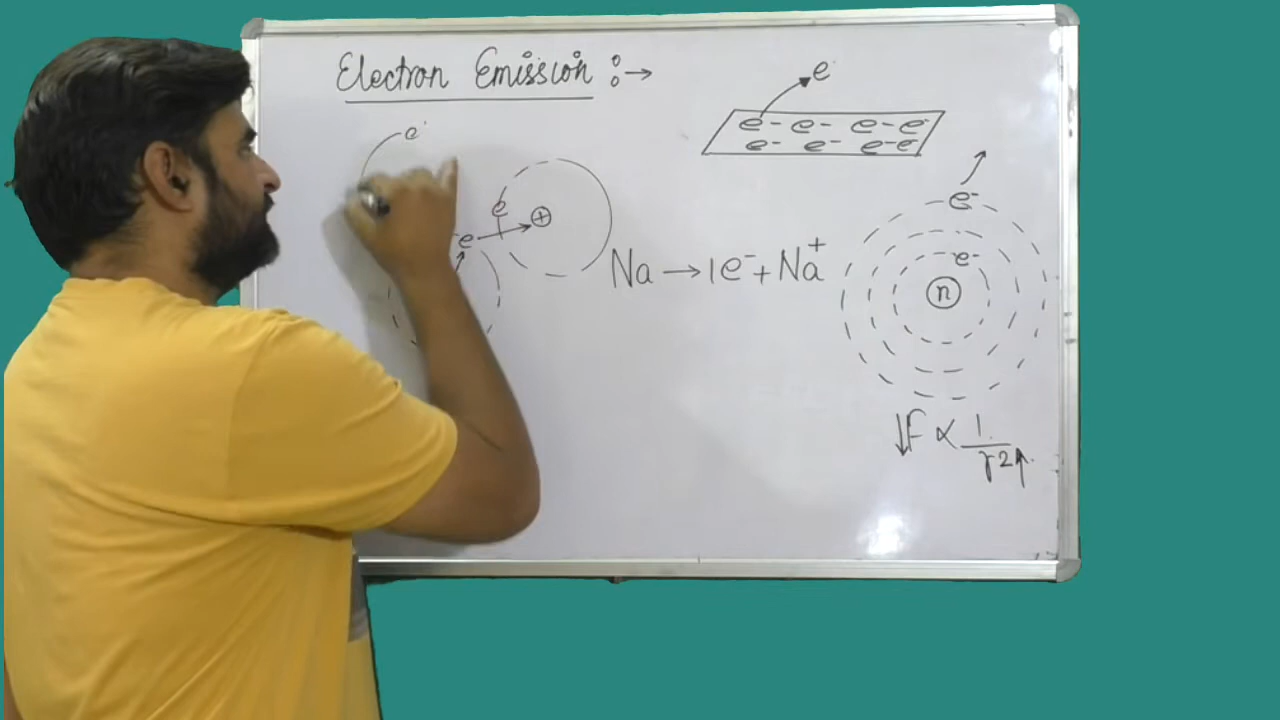 Electron Emission :→
e-
e- e- e- e-
e- e- e- e-
e-
e
e
+
Na → 1e- + Na+
e-
e-
n
↓F ∝ 1/r2↑